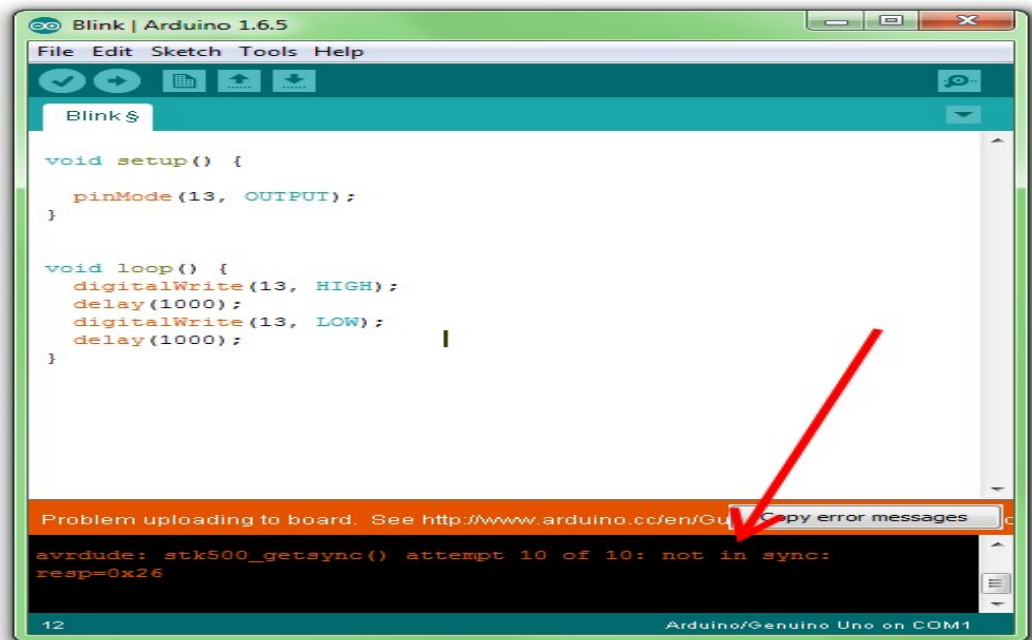 Blink | Arduino 1.6.5
File Edit Sketch Tools Help
Blink §
void setup() {
pinMode(13, OUTPUT);
}
void loop() {
digitalWrite(13, HIGH);
delay(1000);
digitalWrite(13, LOW);
delay(1000);
}
Problem uploading to board. See http://www.arduino.cc/en/Gu
Copy error messages
avrdude: stk500_getsync() attempt 10 of 10: not in sync:
resp=0x26
12
Arduino/Genuino Uno on COM1